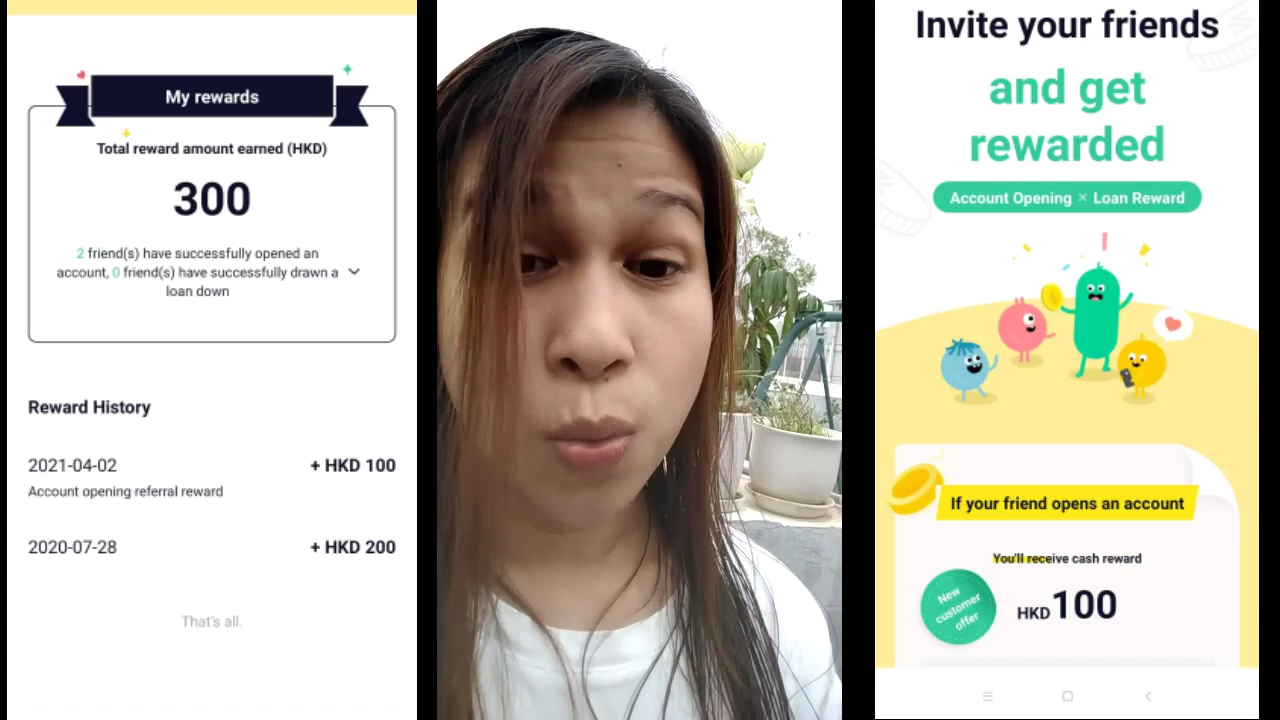 My rewards
Total reward amount earned (HKD)
300
2 friend(s) have successfully opened an
account, 0 friend(s) have successfully drawn a
loan down
Reward History
2021-04-02 + HKD 100
Account opening referral reward
2020-07-28 + HKD 200
That's all.
Invite your friends
and get
rewarded
Account Opening × Loan Reward
If your friend opens an account
You'll receive cash reward
New
customer
offer
HKD 100